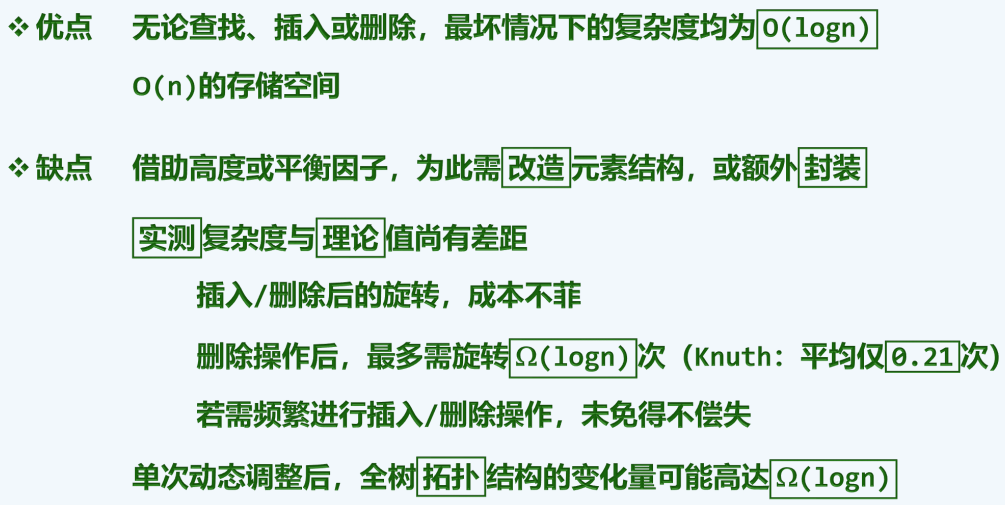 ❖ 优点 无论查找、插入或删除，最坏情况下的复杂度均为O(logn)
O(n)的存储空间
❖ 缺点 借助高度或平衡因子，为此需改造元素结构，或额外封装
实测复杂度与理论值尚有差距
插入/删除后的旋转，成本不菲
删除操作后，最多需旋转Ω(logn)次（Knuth：平均仅0.21次）
若需频繁进行插入/删除操作，未免得不偿失
单次动态调整后，全树拓扑结构的变化量可能高达Ω(logn)